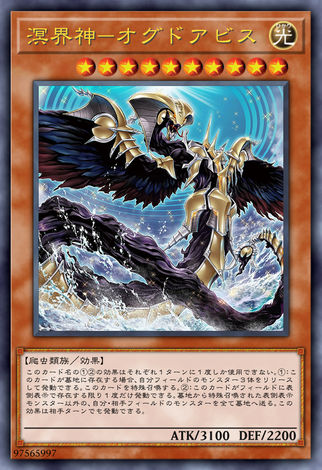 溟界神－オグドアビス
光
【爬虫類族／効果】
このカード名の①②の効果はそれぞれ１ターンに１度しか使用できない。①：
このカードが墓地に存在する場合、自分フィールドのモンスター３体をリリース
して発動できる。このカードを特殊召喚する。②：このカードがフィールドに表
側表示で存在する限り１度だけ発動できる。墓地から特殊召喚された表側表示
モンスター以外の、自分・相手フィールドのモンスターを全て墓地へ送る。この
効果は相手ターンでも発動できる。
ATK/3100 DEF/2200
97565997